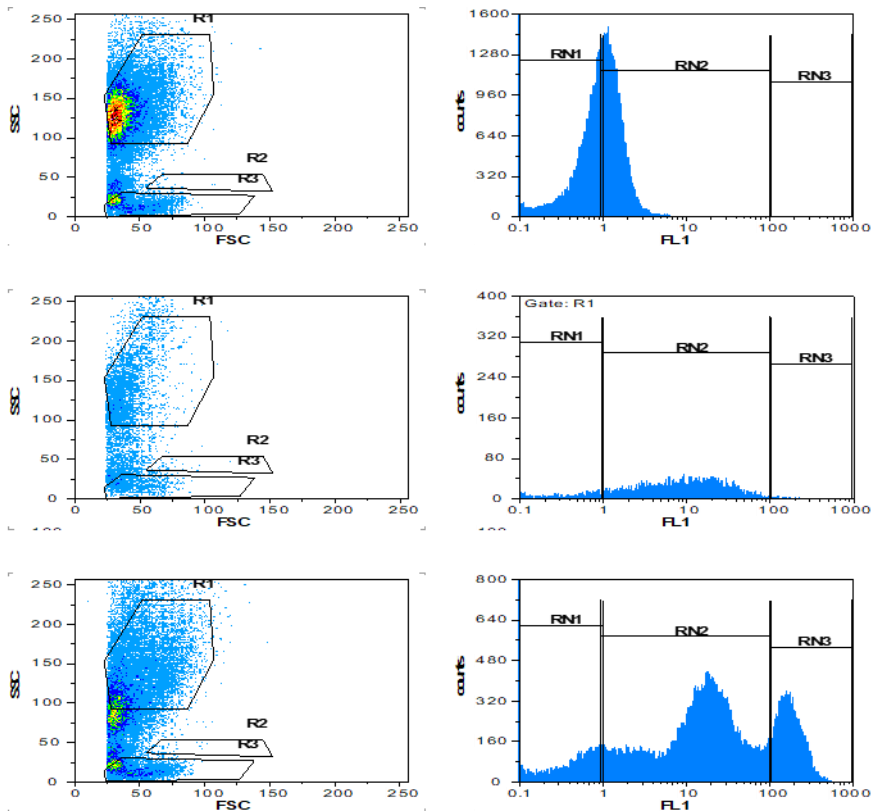 250
200
150
100
50
0
SSC
R1
R2
R3
0 50 100 150 200 250
FSC
1600
1280
960
640
320
0
counts
RN1
RN2
RN3
0.1 1 10 100 1000
FL1
250
200
150
100
50
0
SSC
R1
R2
R3
0 50 100 150 200 250
FSC
400
320
240
160
80
0
counts
Gate: R1
RN1
RN2
RN3
0.1 1 10 100 1000
FL1
250
200
150
100
50
0
SSC
R1
R2
R3
0 50 100 150 200 250
FSC
800
640
480
320
160
0
counts
RN1
RN2
RN3
0.1 1 10 100 1000
FL1